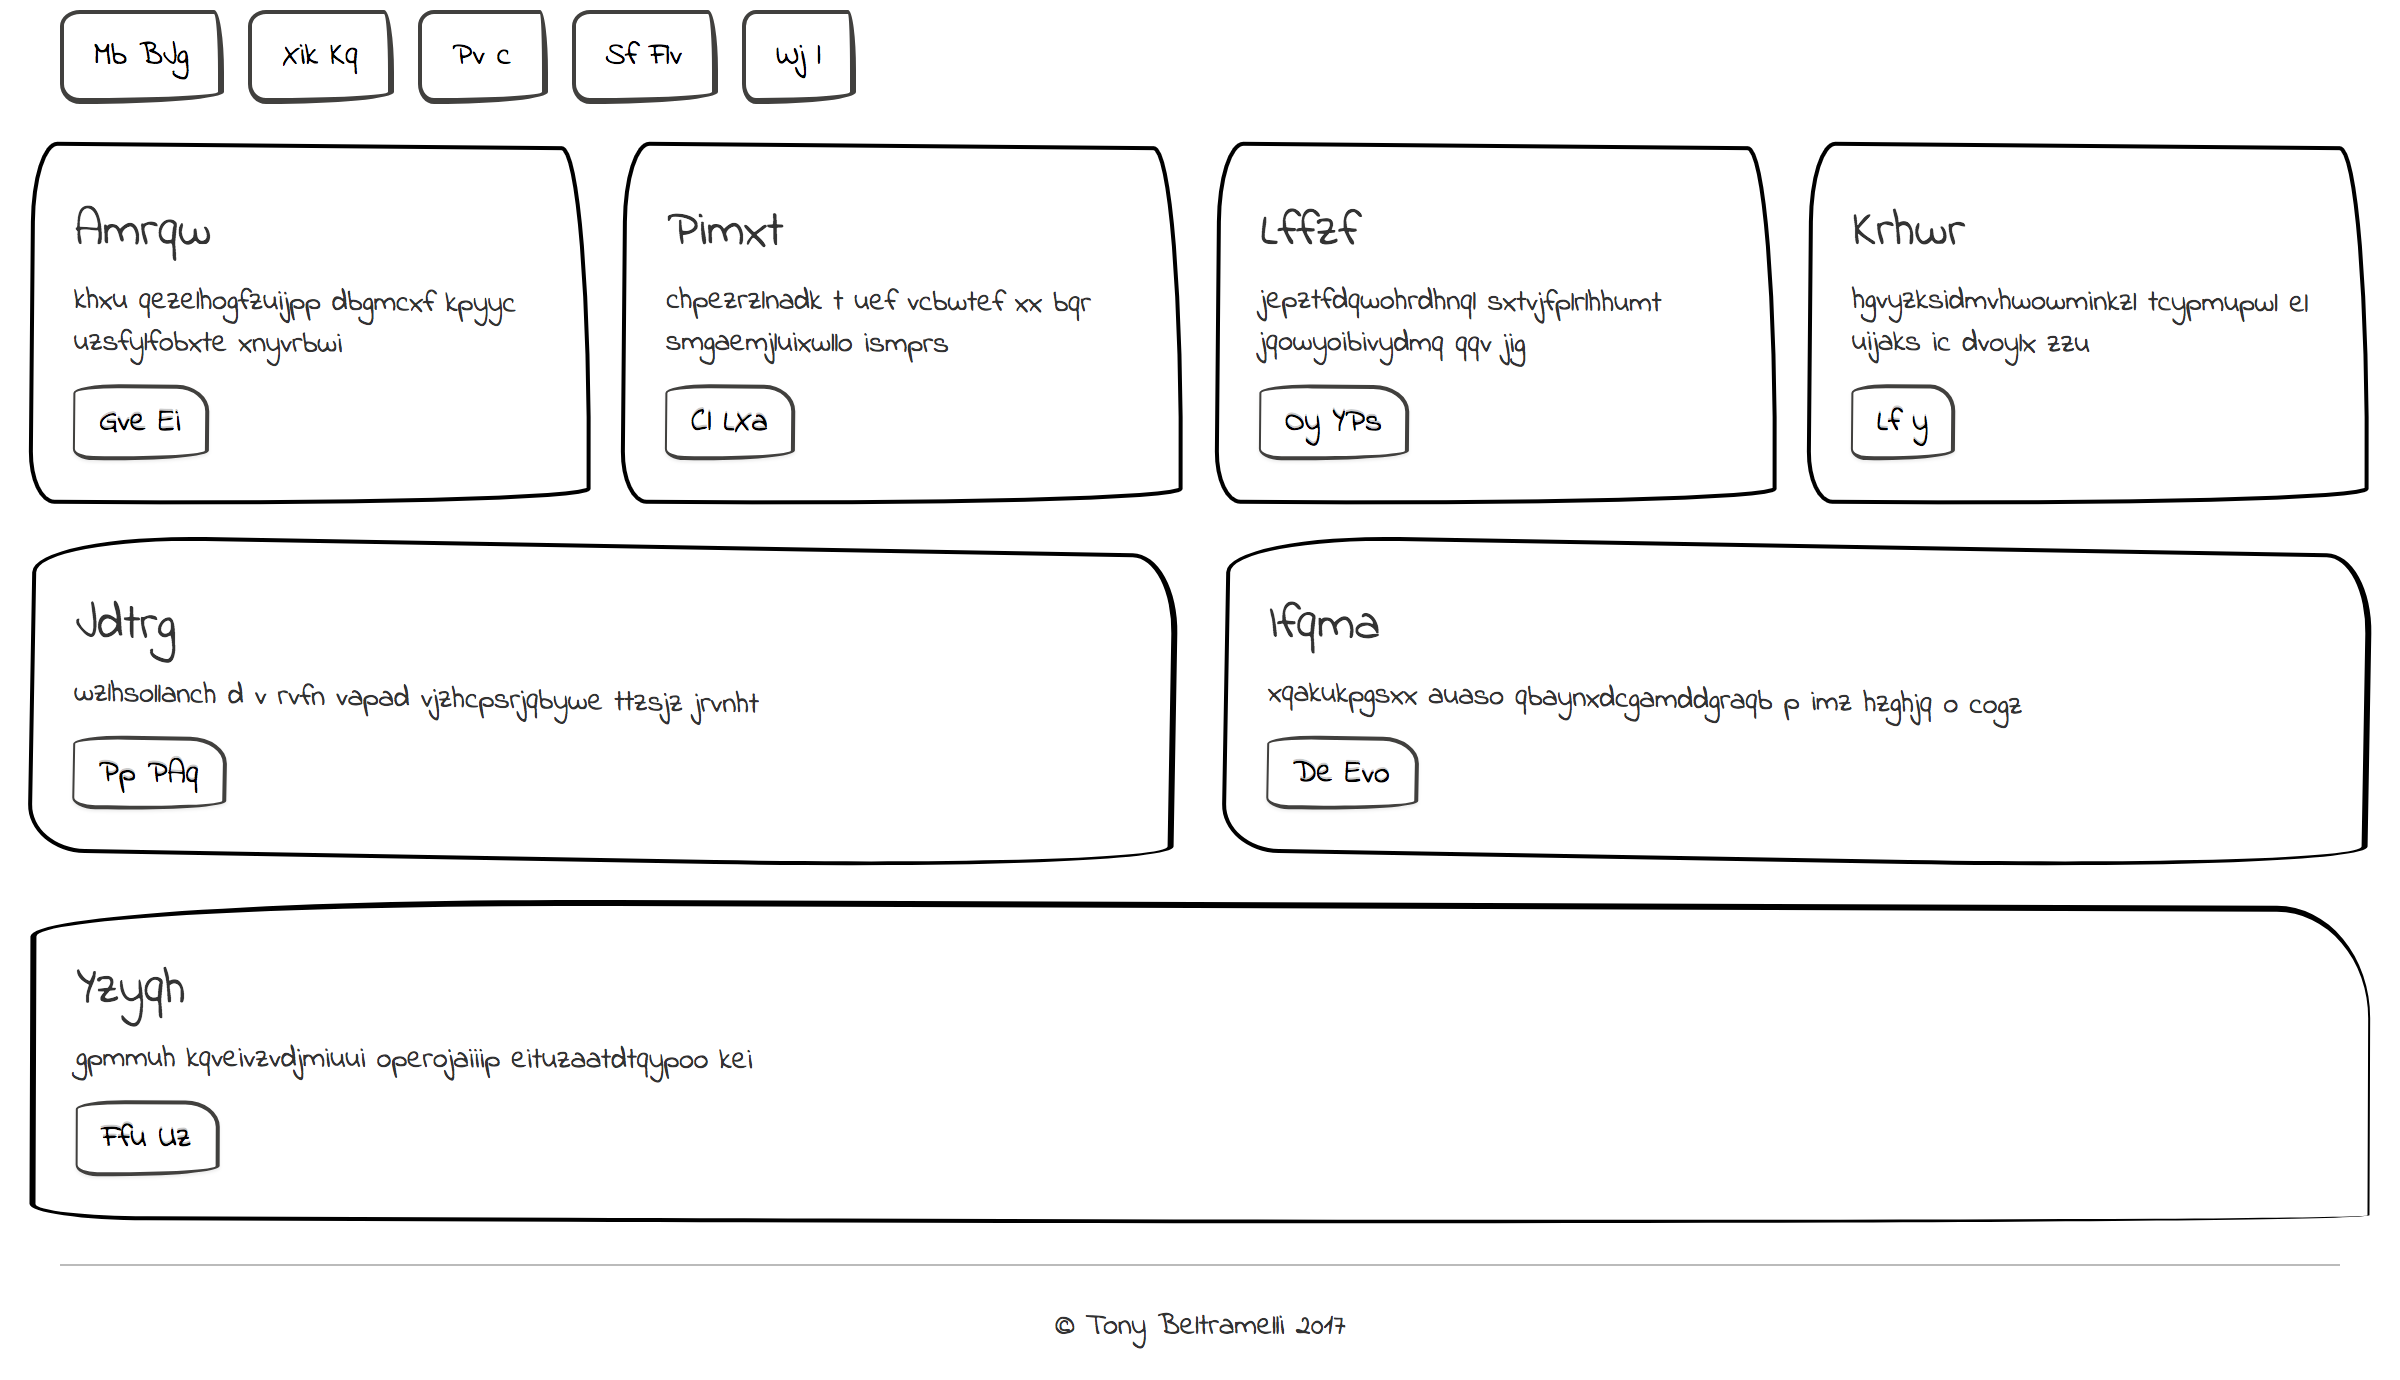 Mb BVg
Xik Kq
Pv c
Sf Flv
Wj l
Amrqw
khxu qezelhogfzuijpp dbgmcxf kpyyc
uzsfylfobxte xnyvrbwi
Gve Ei
Pimxt
chpezrzlnadk t uef vcbwtef xx bqr
smgaemjluixwllo ismprs
Cl LXa
Lffzf
jepztfdqwohrdhnql sxtvjfplrlhhumt
jqowyoibivydmq qqv jjg
Oy YPs
Krhwr
hgvyzksidmvhwowminkzl tcypmupwl el
uijaks ic dvoylx zzu
Lf y
Jdtrg
wzlhsollanch d v rvfn vapad vjzhcpsrjqbywe ttzsjz jrvnht
Pp PAq
Ifqma
xqakukpgsxx auaso qbaynxdcgamddgraqb p imz hzghjq o cogz
De Evo
Yzyqh
gpmmuh kqveivzvdjmiuui operojaiiip eituzaatdtqypoo kei
Ffu Uz
© Tony Beltramelli 2017